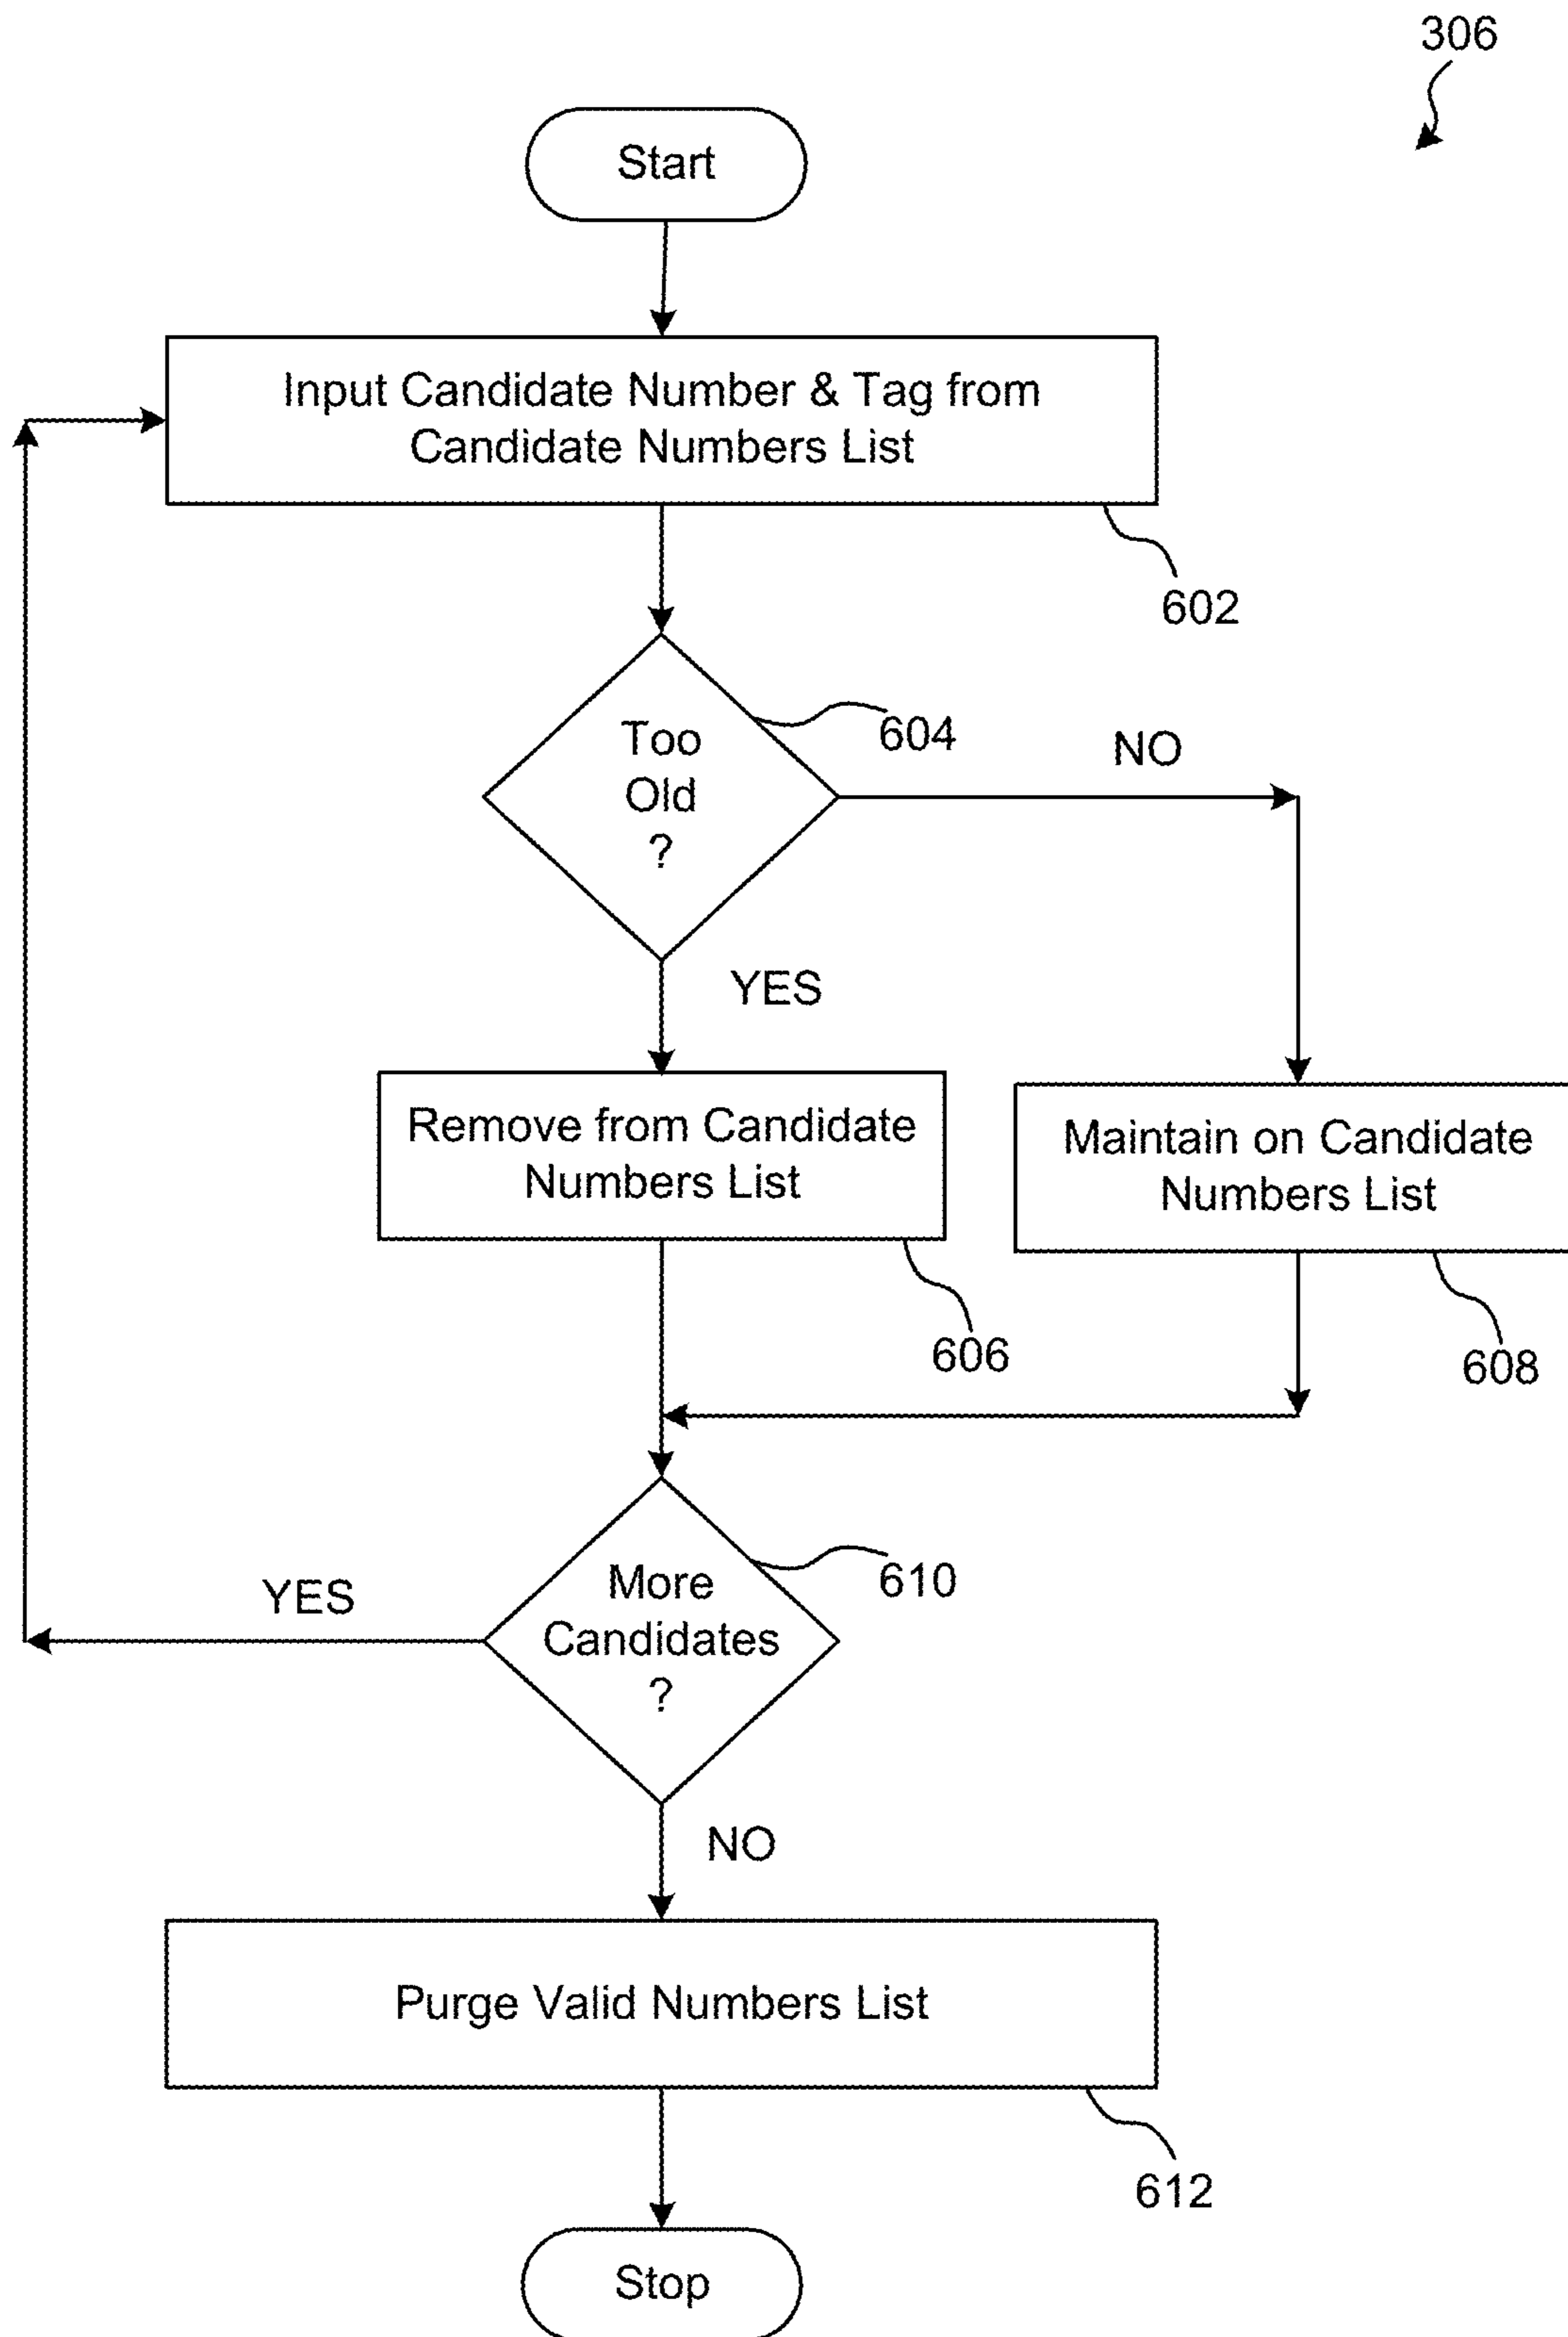 306
Start
Input Candidate Number & Tag from
Candidate Numbers List
602
Too
Old
?
604
NO
YES
Remove from Candidate
Numbers List
Maintain on Candidate
Numbers List
606
608
More
Candidates
?
610
YES
NO
Purge Valid Numbers List
612
Stop